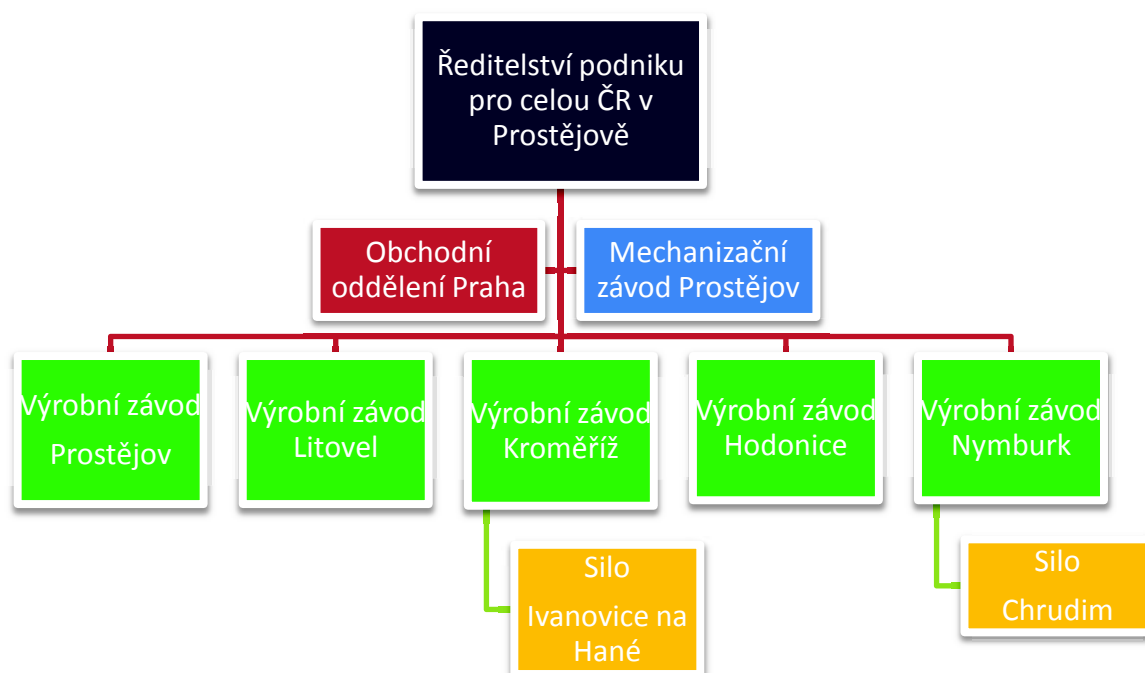 Ředitelství podniku
pro celou ČR v
Prostějově
Obchodní
oddělení Praha
Mechanizační
závod Prostějov
Výrobní závod
Prostějov
Výrobní závod
Litovel
Výrobní závod
Kroměříž
Výrobní závod
Hodonice
Výrobní závod
Nymburk
Silo
Ivanovice na
Hané
Silo
Chrudim